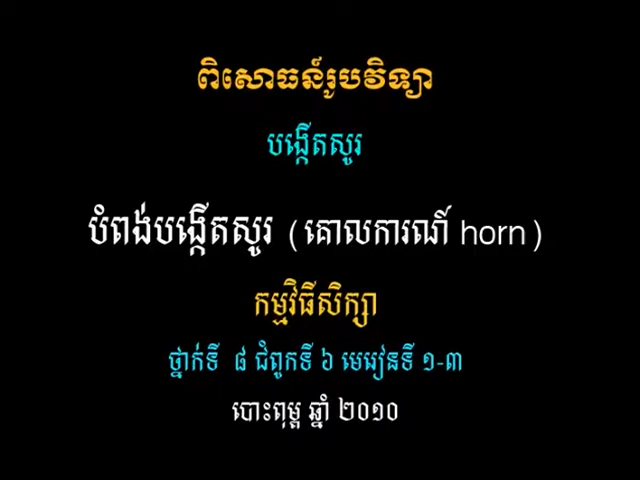 ពិសោធន៍រូបវិទ្យា
បង្កើតសូរ
បំពង់បង្កើតសូរ (គោលការណ៍ horn)
កម្មវិធីសិក្សា
ថ្នាក់ទី ៨ ជំពូកទី ៦ មេរៀនទី ១-៣
បោះពុម្ព ឆ្នាំ ២០១០